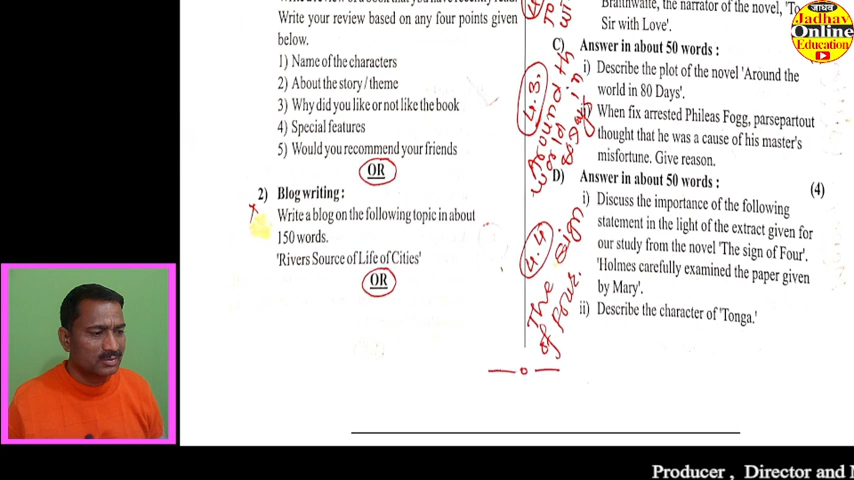 Write your review based on any four points given
below.
1) Name of the characters
2) About the story / theme
3) Why did you like or not like the book
4) Special features
5) Would you recommend your friends
OR
2) Blog writing :
Write a blog on the following topic in about
150 words.
'Rivers Source of Life of Cities'
OR
Braithwaite, the narrator of the novel, 'To
Sir with Love'.
C) Answer in about 50 words :
i) Describe the plot of the novel 'Around the
world in 80 Days'.
When fix arrested Phileas Fogg, parsepartout
thought that he was a cause of his master's
misfortune. Give reason.
D) Answer in about 50 words : (4)
i) Discuss the importance of the following
statement in the light of the extract given for
our study from the novel 'The sign of Four'.
'Holmes carefully examined the paper given
by Mary'.
ii) Describe the character of 'Tonga.'
4.3.
Around th
world in
80 Days
4.4
The Sign
of Four.
जाधव
Jadhav
Online
Education
Producer , Director and